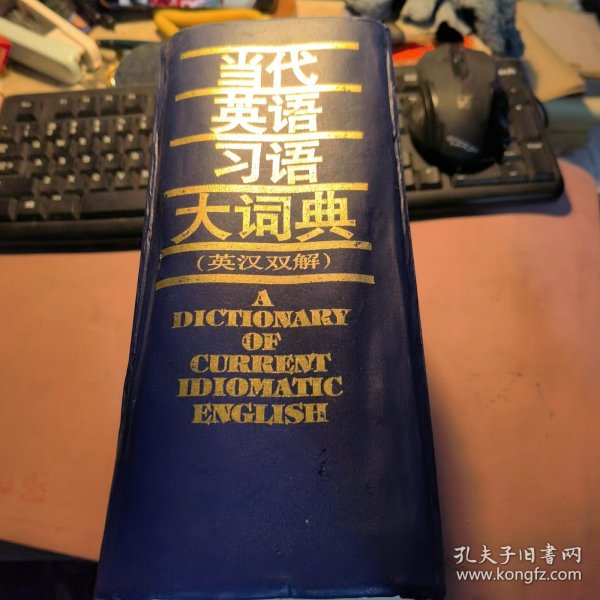 当代
英语
习语
大词典
(英汉双解)
A
DICTIONARY
OF
CURRENT
IDIOMATIC
ENGLISH
孔夫子旧书网
www.kongfz.com